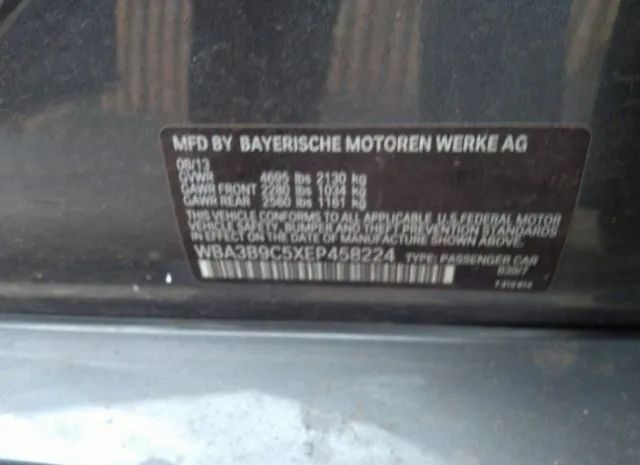 MFD BY BAYERISCHE MOTOREN WERKE AG
08/13
GVWR 4695 lbs 2130 kg
GAWR FRONT 2280 lbs 1034 kg
GAWR REAR 2560 lbs 1161 kg
THIS VEHICLE CONFORMS TO ALL APPLICABLE U.S FEDERAL MOTOR
VEHICLE SAFETY, BUMPER AND THEFT PREVENTION STANDARDS
IN EFFECT ON THE DATE OF MANUFACTURE SHOWN ABOVE
WBA3B9C5XEP458224 TYPE: PASSENGER CAR